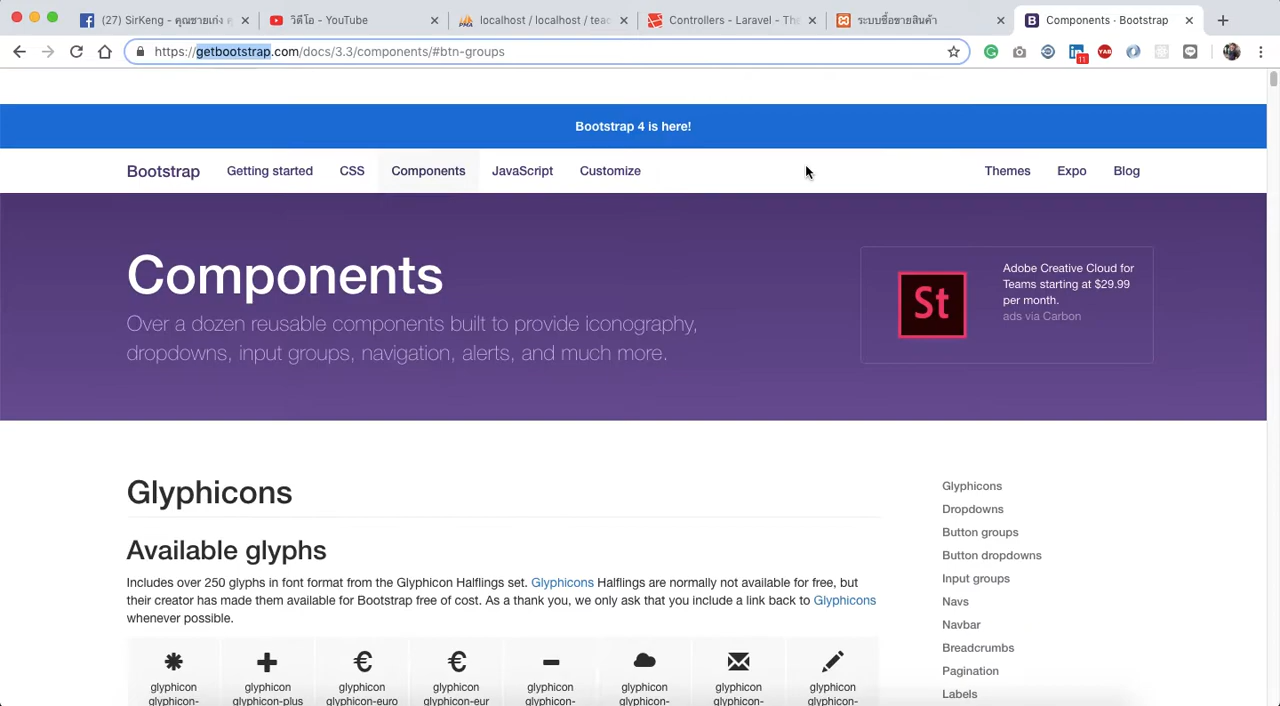 (27) SirKeng - คุณชายเก่ง ค
วิดีโอ - YouTube
localhost / localhost / teac
Controllers - Laravel - The
ระบบซื้อขายสินค้า
Components · Bootstrap
https://getbootstrap.com/docs/3.3/components/#btn-groups
11
YAB
Bootstrap 4 is here!
Bootstrap Getting started CSS Components JavaScript Customize Themes Expo Blog
Components
Over a dozen reusable components built to provide iconography,
dropdowns, input groups, navigation, alerts, and much more.
St
Adobe Creative Cloud for
Teams starting at $29.99
per month.
ads via Carbon
Glyphicons
Available glyphs
Includes over 250 glyphs in font format from the Glyphicon Halflings set. Glyphicons Halflings are normally not available for free, but
their creator has made them available for Bootstrap free of cost. As a thank you, we only ask that you include a link back to Glyphicons
whenever possible.
glyphicon glyphicon glyphicon glyphicon glyphicon glyphicon glyphicon glyphicon
glyphicon- glyphicon-plus glyphicon-euro glyphicon-eur glyphicon- glyphicon- glyphicon- glyphicon-
Glyphicons
Dropdowns
Button groups
Button dropdowns
Input groups
Navs
Navbar
Breadcrumbs
Pagination
Labels